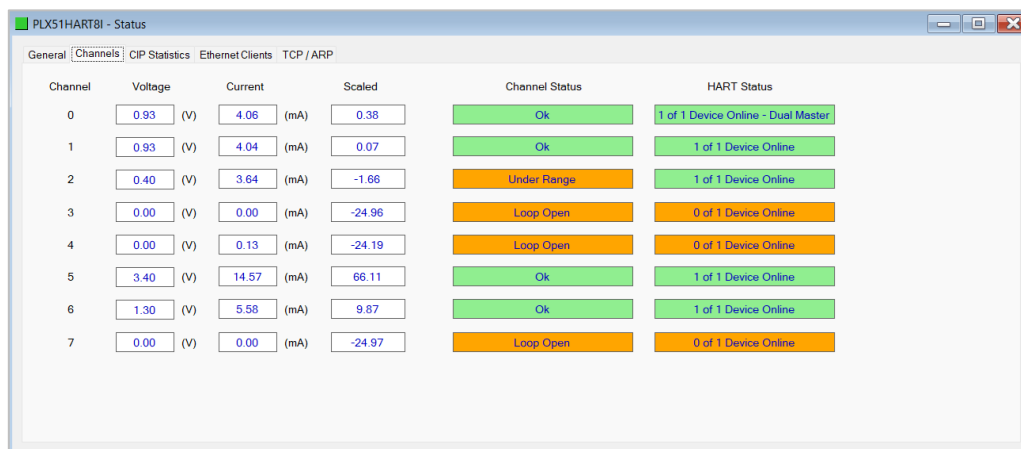 PLX51HART8I - Status
General Channels CIP Statistics Ethernet Clients TCP / ARP
Channel Voltage Current Scaled Channel Status HART Status
0 0.93 (V) 4.06 (mA) 0.38 Ok 1 of 1 Device Online - Dual Master
1 0.93 (V) 4.04 (mA) 0.07 Ok 1 of 1 Device Online
2 0.40 (V) 3.64 (mA) -1.66 Under Range 1 of 1 Device Online
3 0.00 (V) 0.00 (mA) -24.96 Loop Open 0 of 1 Device Online
4 0.00 (V) 0.13 (mA) -24.19 Loop Open 0 of 1 Device Online
5 3.40 (V) 14.57 (mA) 66.11 Ok 1 of 1 Device Online
6 1.30 (V) 5.58 (mA) 9.87 Ok 1 of 1 Device Online
7 0.00 (V) 0.00 (mA) -24.97 Loop Open 0 of 1 Device Online